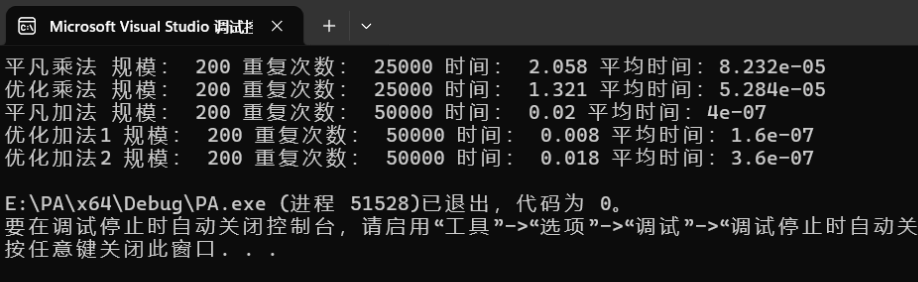 Microsoft Visual Studio 调试控
平凡乘法 规模： 200 重复次数： 25000 时间： 2.058 平均时间：8.232e-05
优化乘法 规模： 200 重复次数： 25000 时间： 1.321 平均时间：5.284e-05
平凡加法 规模： 200 重复次数： 50000 时间： 0.02 平均时间：4e-07
优化加法1 规模： 200 重复次数： 50000 时间： 0.008 平均时间：1.6e-07
优化加法2 规模： 200 重复次数： 50000 时间： 0.018 平均时间：3.6e-07
E:\PA\x64\Debug\PA.exe (进程 51528)已退出，代码为 0。
要在调试停止时自动关闭控制台，请启用“工具”->“选项”->“调试”->“调试停止时自动关
按任意键关闭此窗口. . .